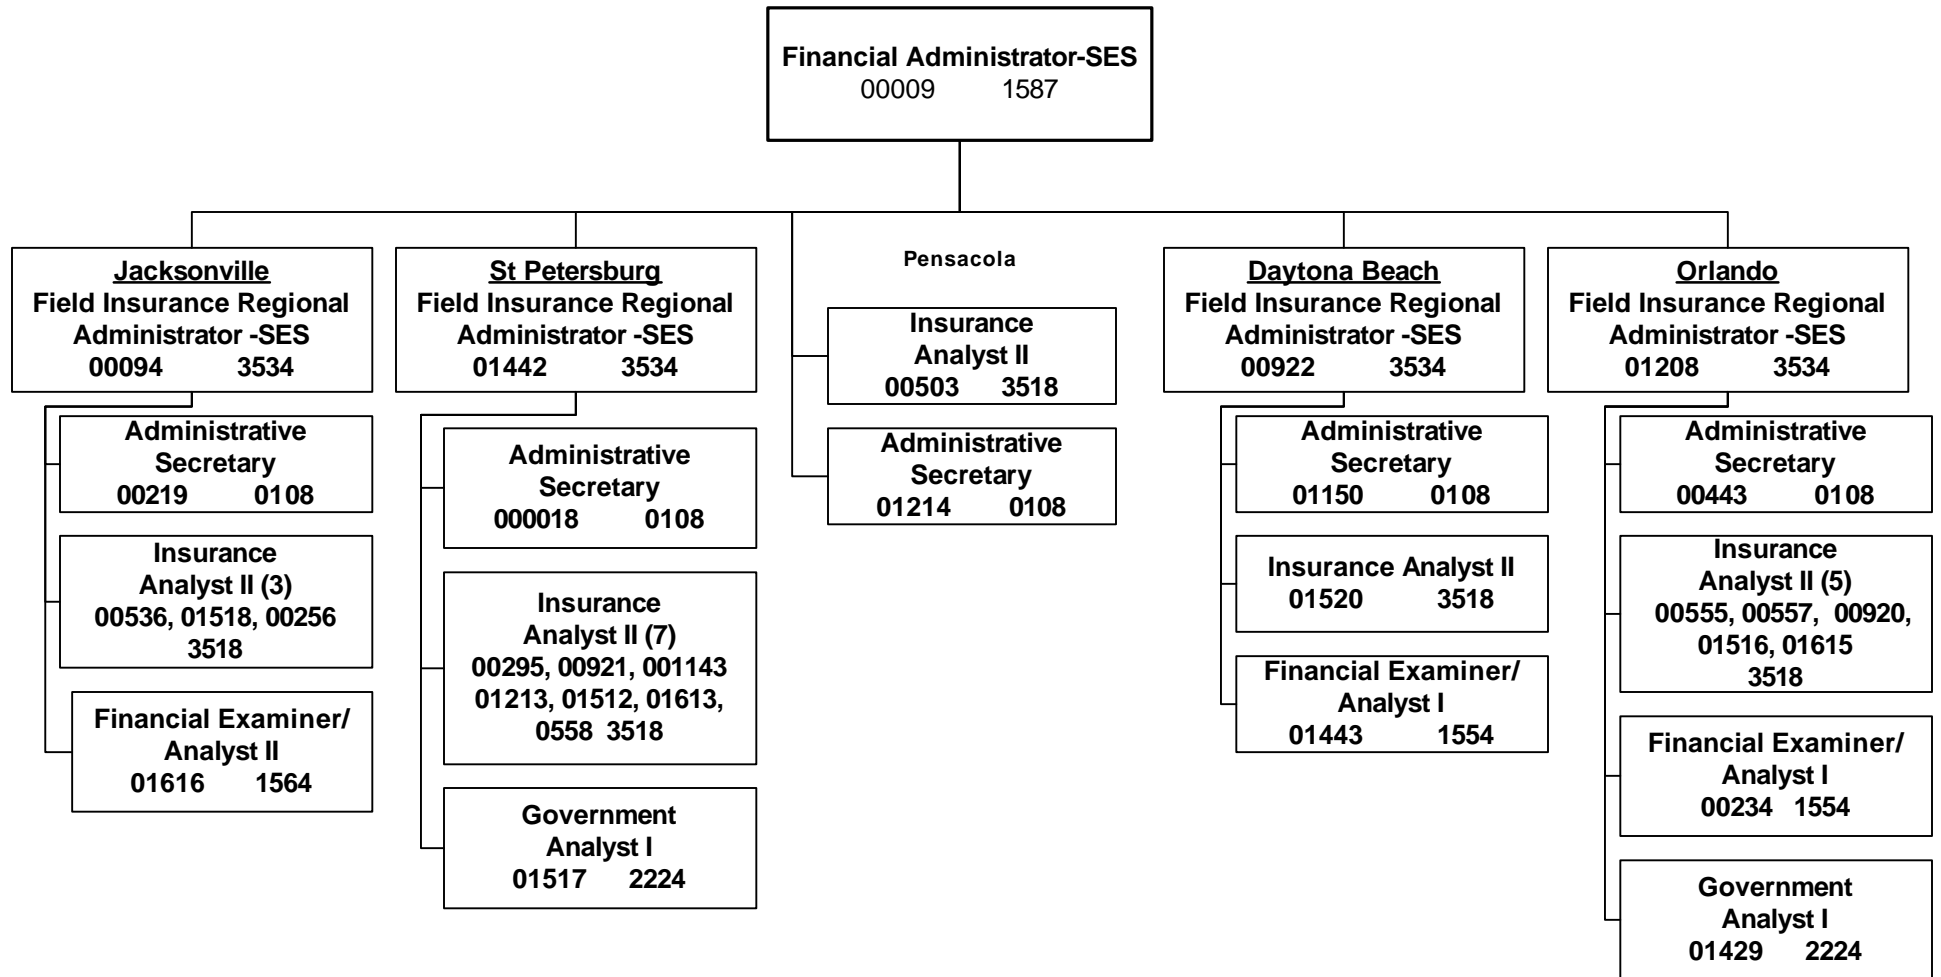 Financial Administrator-SES
00009 1587
Jacksonville
Field Insurance Regional
Administrator -SES
00094 3534
Administrative
Secretary
00219 0108
Insurance
Analyst II (3)
00536, 01518, 00256
3518
Financial Examiner/
Analyst II
01616 1564
St Petersburg
Field Insurance Regional
Administrator -SES
01442 3534
Administrative
Secretary
000018 0108
Insurance
Analyst II (7)
00295, 00921, 001143
01213, 01512, 01613,
0558 3518
Government
Analyst I
01517 2224
Pensacola
Insurance
Analyst II
00503 3518
Administrative
Secretary
01214 0108
Daytona Beach
Field Insurance Regional
Administrator -SES
00922 3534
Administrative
Secretary
01150 0108
Insurance Analyst II
01520 3518
Financial Examiner/
Analyst I
01443 1554
Orlando
Field Insurance Regional
Administrator -SES
01208 3534
Administrative
Secretary
00443 0108
Insurance
Analyst II (5)
00555, 00557, 00920,
01516, 01615
3518
Financial Examiner/
Analyst I
00234 1554
Government
Analyst I
01429 2224